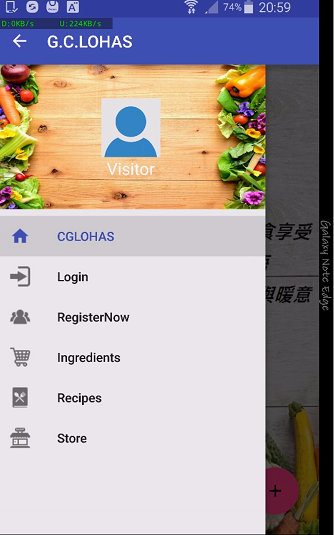 74% 20:59
D:0KB/s U:224KB/s
G.C.LOHAS
Visitor
CGLOHAS
Login
RegisterNow
Ingredients
Recipes
Store
食享受
與暖意
+
Galaxy Note Edge